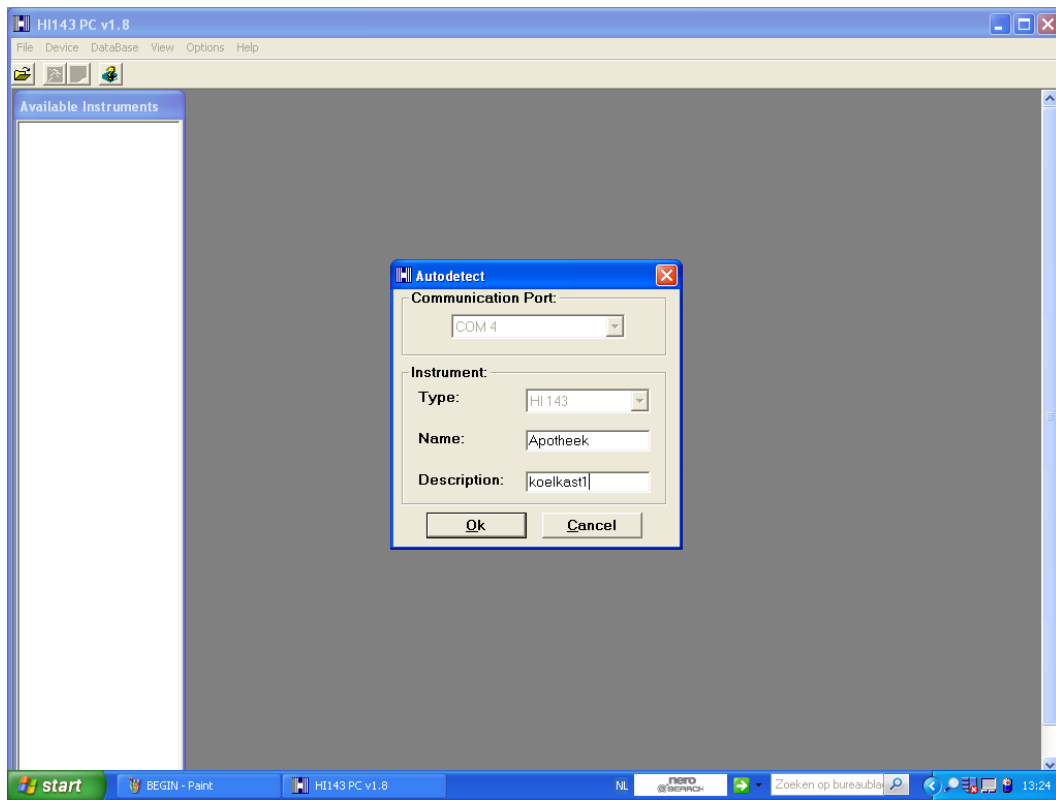 HI143 PC v1.8
File Device DataBase View Options Help
Available Instruments
Autodetect
Communication Port:
COM 4
Instrument:
Type: HI 143
Name: Apotheek
Description: koelkast1
Ok Cancel
start BEGIN - Paint HI143 PC v1.8 NL nero SEARCH Zoeken op bureaubla 13:24